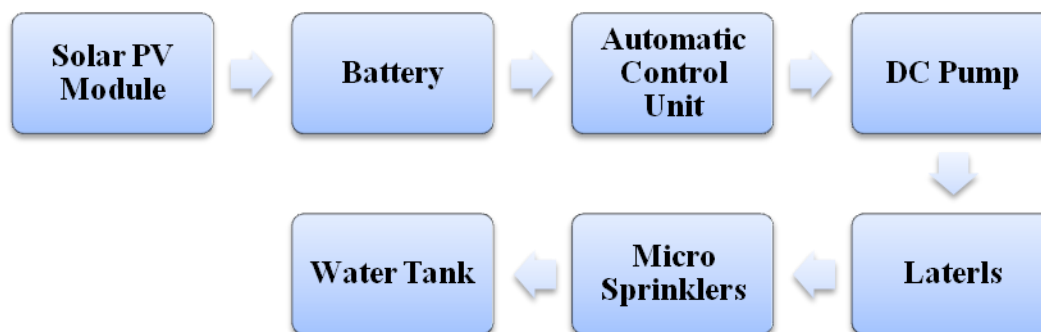 Solar PV
Module
Battery
Automatic
Control
Unit
DC Pump
Laterls
Micro
Sprinklers
Water Tank